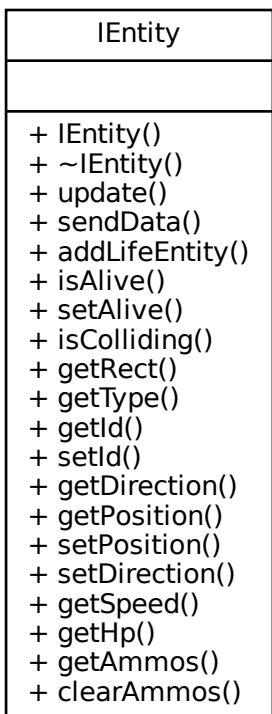 IEntity
+ IEntity()
+ ~IEntity()
+ update()
+ sendData()
+ addLifeEntity()
+ isAlive()
+ setAlive()
+ isColliding()
+ getRect()
+ getType()
+ getId()
+ setId()
+ getDirection()
+ getPosition()
+ setPosition()
+ setDirection()
+ getSpeed()
+ getHp()
+ getAmmos()
+ clearAmmos()